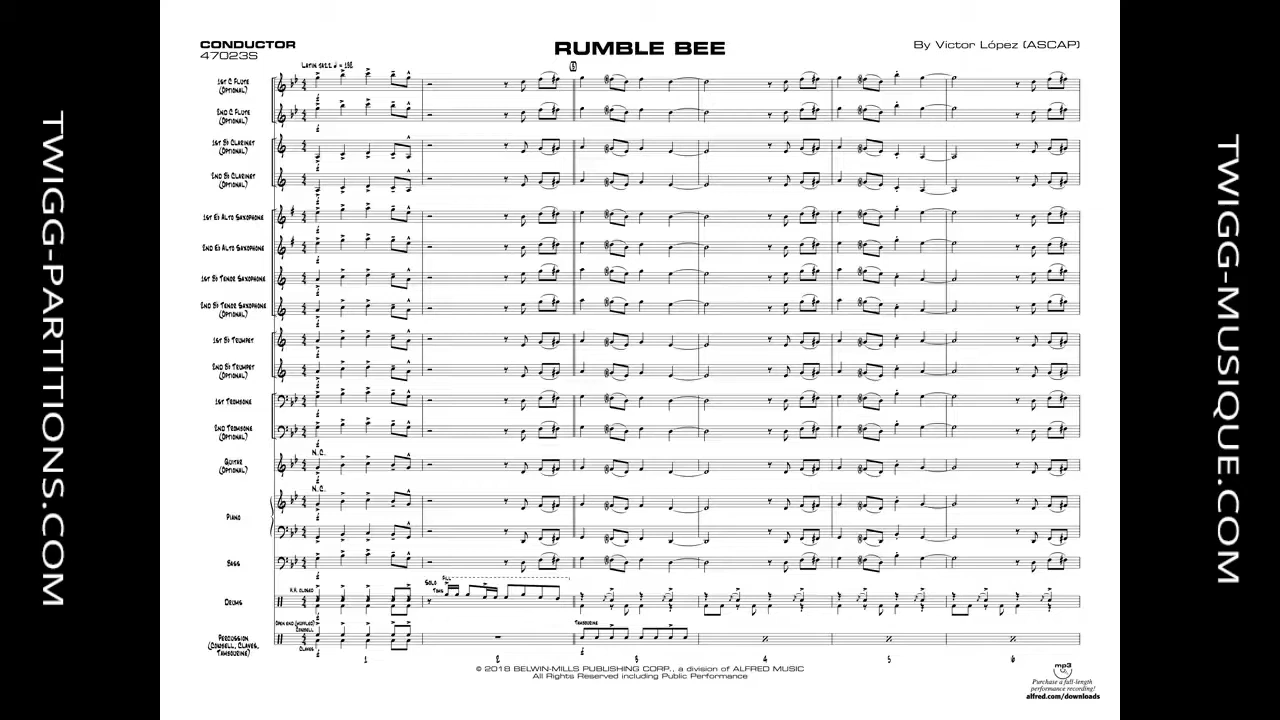 TWIGG-PARTITIONS.COM
CONDUCTOR
47023S
RUMBLE BEE
By Victor López (ASCAP)
LATIN JAZZ ♩ = 192
3
1ST C FLUTE
(OPTIONAL)
2ND C FLUTE
(OPTIONAL)
1ST B♭ CLARINET
(OPTIONAL)
2ND B♭ CLARINET
(OPTIONAL)
1ST E♭ ALTO SAXOPHONE
2ND E♭ ALTO SAXOPHONE
1ST B♭ TENOR SAXOPHONE
2ND B♭ TENOR SAXOPHONE
(OPTIONAL)
1ST B♭ TRUMPET
2ND B♭ TRUMPET
(OPTIONAL)
1ST TROMBONE
2ND TROMBONE
(OPTIONAL)
N.C.
GUITAR
(OPTIONAL)
N.C.
PIANO
BASS
SOLO FILL
TOMS
H.H. CLOSED
DRUMS
OPEN END (MUFFLED)
COWBELL
TAMBOURINE
PERCUSSION
(COWBELL, CLAVES,
TAMBOURINE)
CLAVES
1 2 3 4 5 6
© 2018 BELWIN-MILLS PUBLISHING CORP., a division of ALFRED MUSIC
All Rights Reserved including Public Performance
mp3
Purchase a full-length
performance recording!
alfred.com/downloads
TWIGG-MUSIQUE.COM